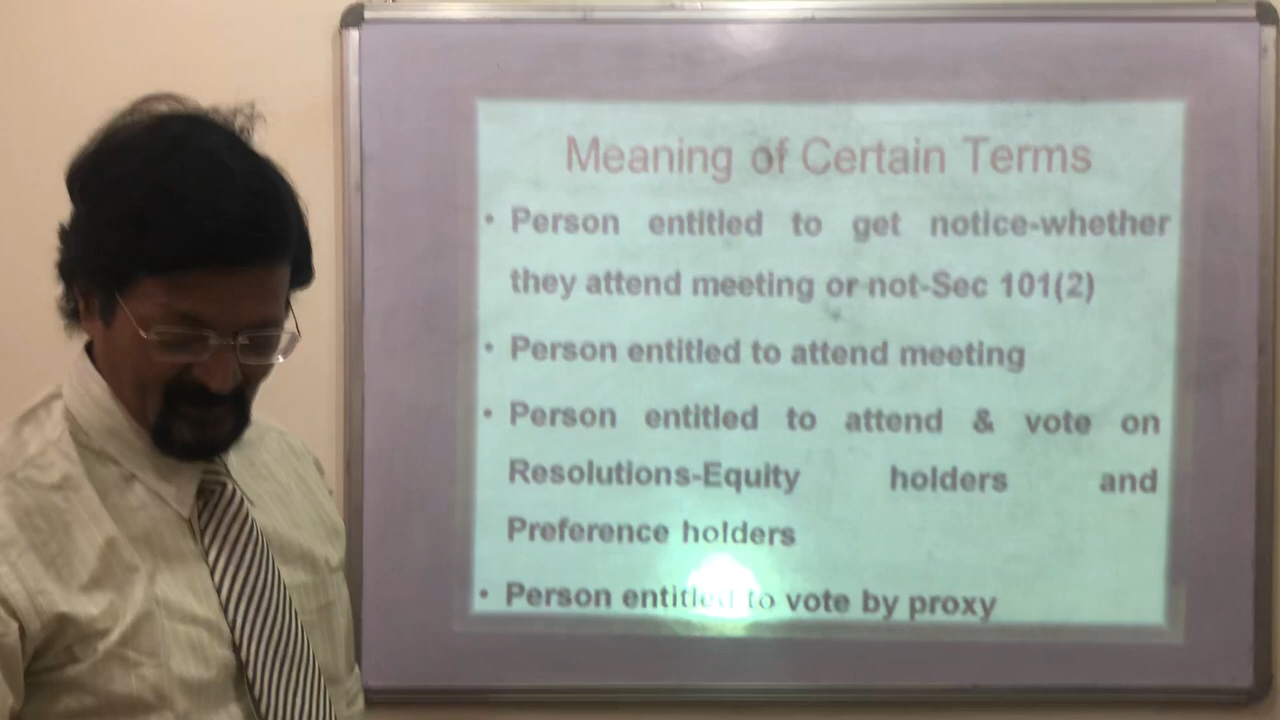 Meaning of Certain Terms
• Person entitled to get notice-whether
they attend meeting or not-Sec 101(2)
• Person entitled to attend meeting
• Person entitled to attend & vote on
Resolutions-Equity holders and
Preference holders
• Person entitled to vote by proxy